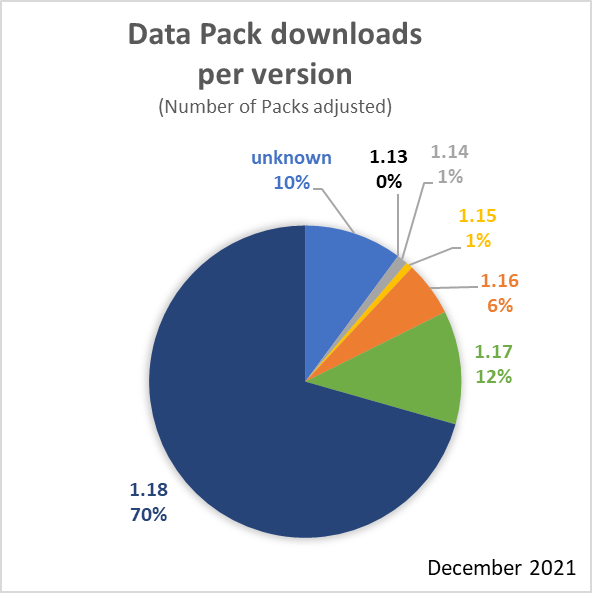 Data Pack downloads
per version
(Number of Packs adjusted)
unknown
10%
1.13
0%
1.14
1%
1.15
1%
1.16
6%
1.17
12%
1.18
70%
December 2021